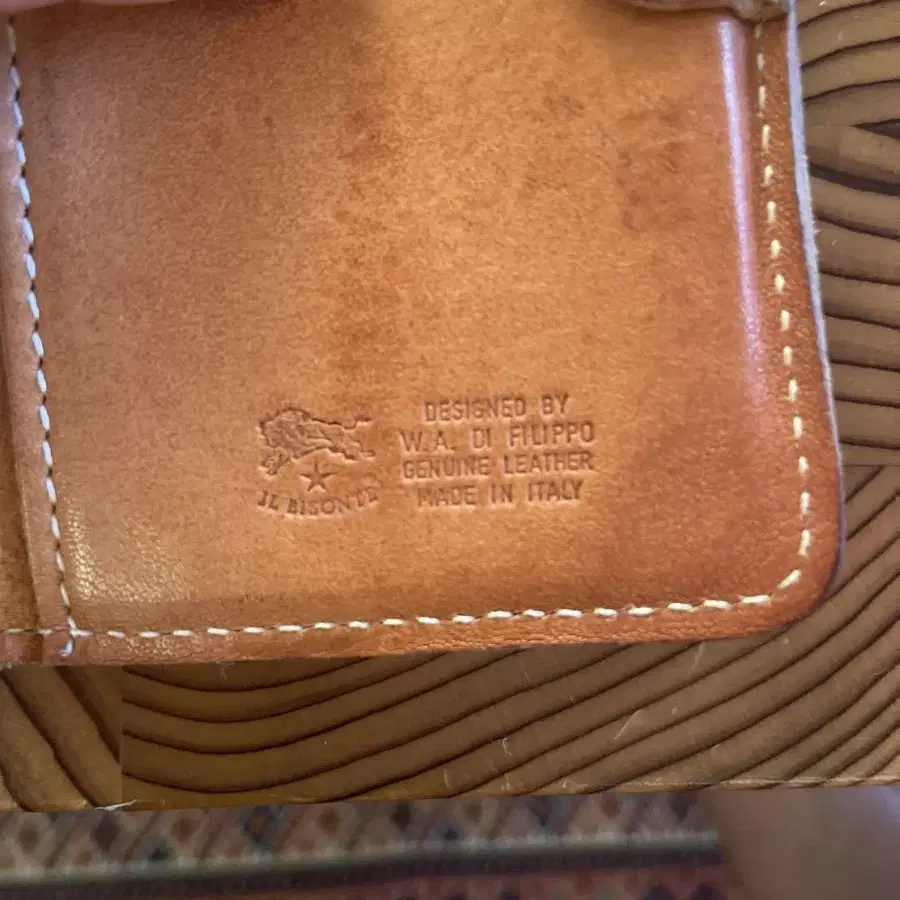 IL BISONTE
DESIGNED BY
W. A. DI FILIPPO
GENUINE LEATHER
MADE IN ITALY